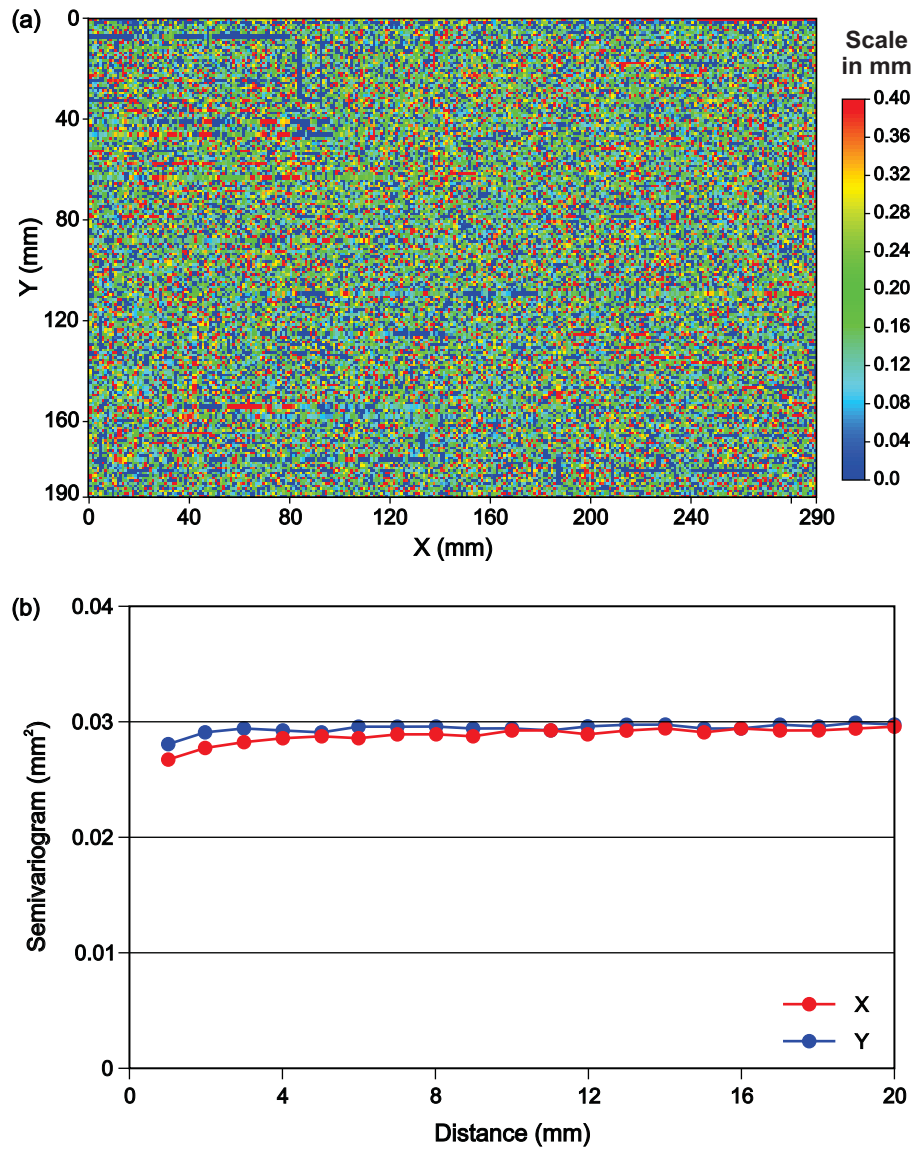 (a)
Scale
in mm
0
40
80
120
160
190
Y (mm)
0 40 80 120 160 200 240 290
X (mm)
0.40
0.36
0.32
0.28
0.24
0.20
0.16
0.12
0.08
0.04
0.0
(b)
0.04
0.03
0.02
0.01
0
Semivariogram (mm²)
X
Y
0 4 8 12 16 20
Distance (mm)